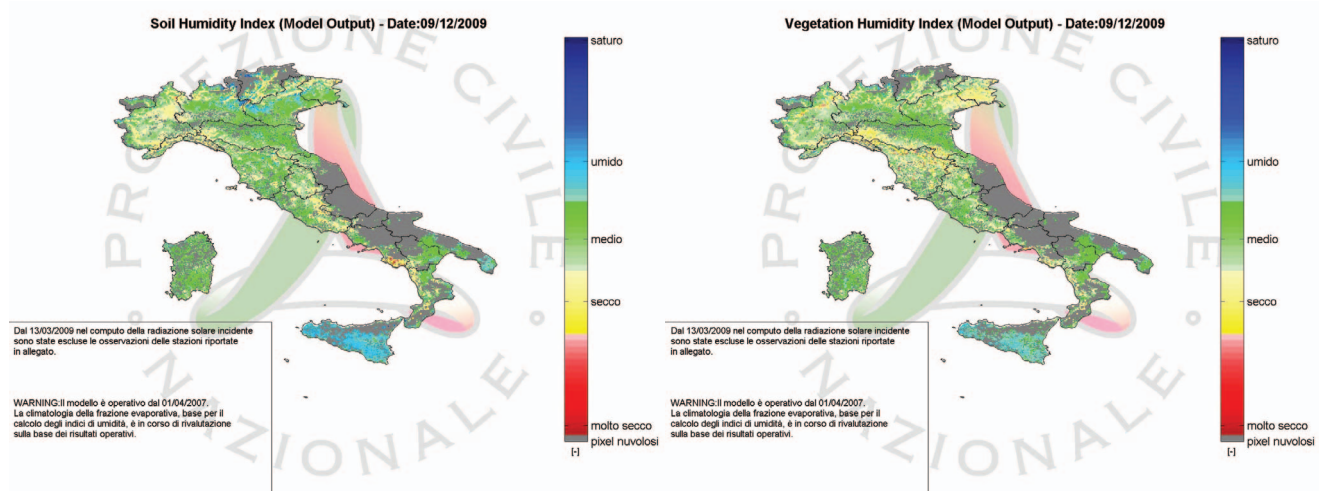 Soil Humidity Index (Model Output) - Date:09/12/2009
saturo
umido
medio
secco
molto secco
pixel nuvolosi
[-]
Dal 13/03/2009 nel computo della radiazione solare incidente
sono state escluse le osservazioni delle stazioni riportate
in allegato.
WARNING:Il modello è operativo dal 01/04/2007.
La climatologia della frazione evaporativa, base per il
calcolo degli indici di umidità, è in corso di rivalutazione
sulla base dei risultati operativi.
PROTEZIONE CIVILE
NAZIONALE
Vegetation Humidity Index (Model Output) - Date:09/12/2009
saturo
umido
medio
secco
molto secco
pixel nuvolosi
[-]
Dal 13/03/2009 nel computo della radiazione solare incidente
sono state escluse le osservazioni delle stazioni riportate
in allegato.
WARNING:Il modello è operativo dal 01/04/2007.
La climatologia della frazione evaporativa, base per il
calcolo degli indici di umidità, è in corso di rivalutazione
sulla base dei risultati operativi.
PROTEZIONE CIVILE
NAZIONALE